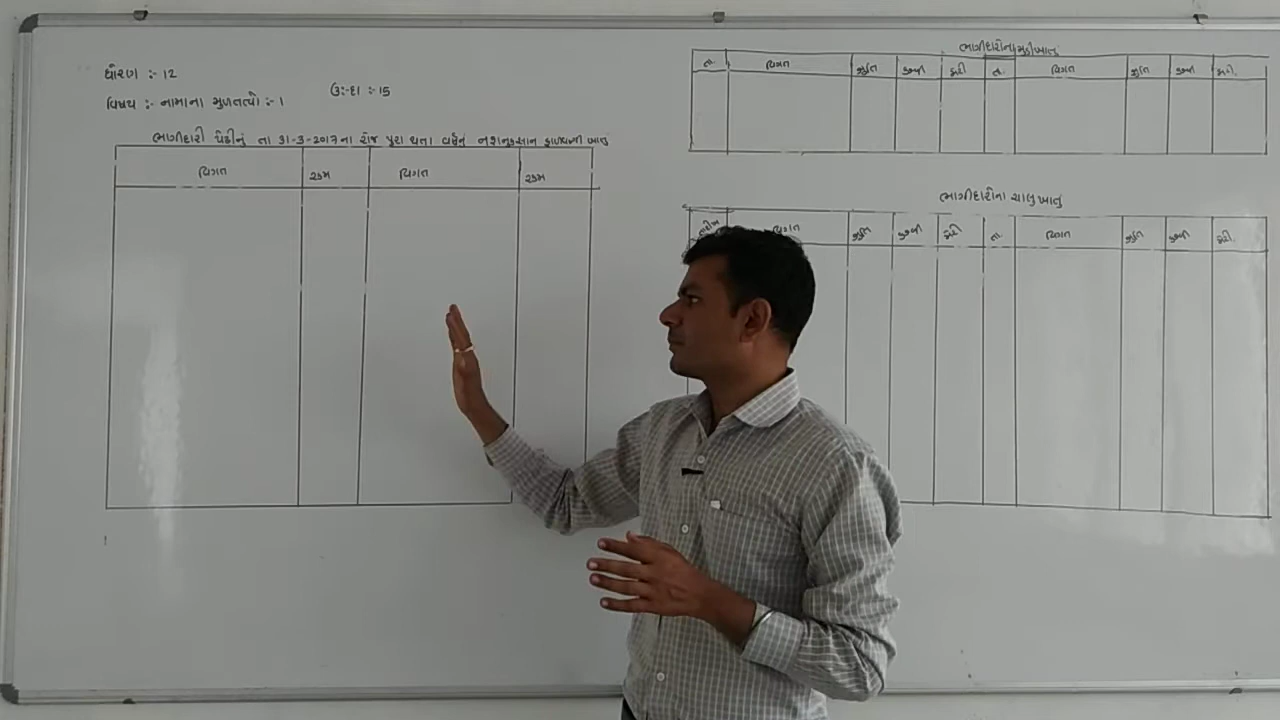 ધોરણ :- 12
વિષય :- નામાના મૂળતત્વો :- 1
ઉ.દા :- 15
ભાગીદારી પેઢીનું તા 31-3-2017ના રોજ પુરા થતા વર્ષનું નફાનુકસાન ફાળવણી ખાતું
વિગત રકમ વિગત રકમ
ભાગીદારોના મુડી ખાતું
તા. વિગત તા. વિગત
ભાગીદારોના ચાલુ ખાતું
તારીખ વિગત તા. વિગત